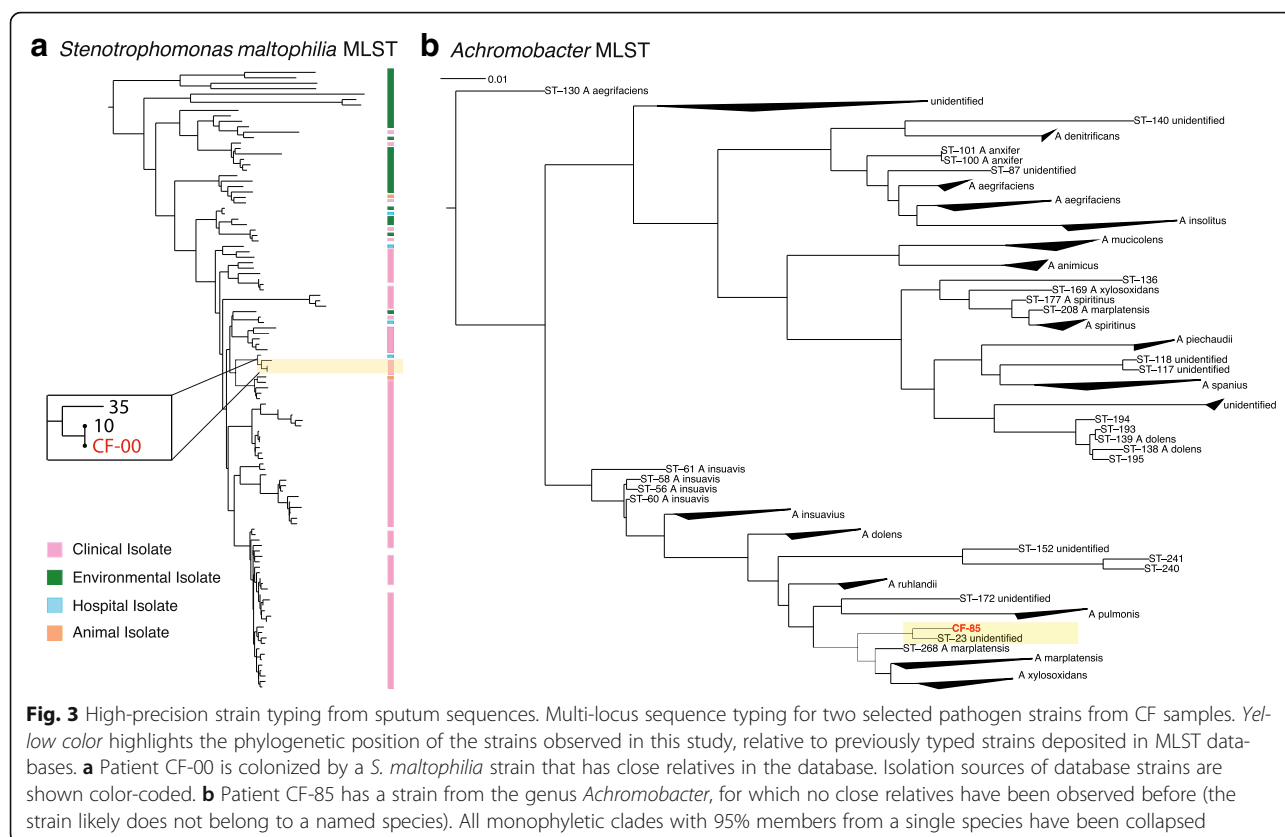 a Stenotrophomonas maltophilia MLST
b Achromobacter MLST
35
10
CF-00
Clinical Isolate
Environmental Isolate
Hospital Isolate
Animal Isolate
0.01
ST–130 A aegrifaciens
unidentified
ST–140 unidentified
A denitrificans
ST–101 A anxifer
ST–100 A anxifer
ST–87 unidentified
A aegrifaciens
A aegrifaciens
A insolitus
A mucicolens
A animicus
ST–136
ST–169 A xylosoxidans
ST–177 A spiritinus
ST–208 A marplatensis
A spiritinus
A piechaudii
ST–118 unidentified
ST–117 unidentified
A spanius
unidentified
ST–194
ST–193
ST–139 A dolens
ST–138 A dolens
ST–195
ST–61 A insuavis
ST–58 A insuavis
ST–56 A insuavis
ST–60 A insuavis
A insuavius
A dolens
ST–152 unidentified
ST–241
ST–240
A ruhlandii
ST–172 unidentified
A pulmonis
CF-85
ST–23 unidentified
ST–268 A marplatensis
A marplatensis
A xylosoxidans
Fig. 3 High-precision strain typing from sputum sequences. Multi-locus sequence typing for two selected pathogen strains from CF samples. Yel-
low color highlights the phylogenetic position of the strains observed in this study, relative to previously typed strains deposited in MLST data-
bases. a Patient CF-00 is colonized by a S. maltophilia strain that has close relatives in the database. Isolation sources of database strains are
shown color-coded. b Patient CF-85 has a strain from the genus Achromobacter, for which no close relatives have been observed before (the
strain likely does not belong to a named species). All monophyletic clades with 95% members from a single species have been collapsed